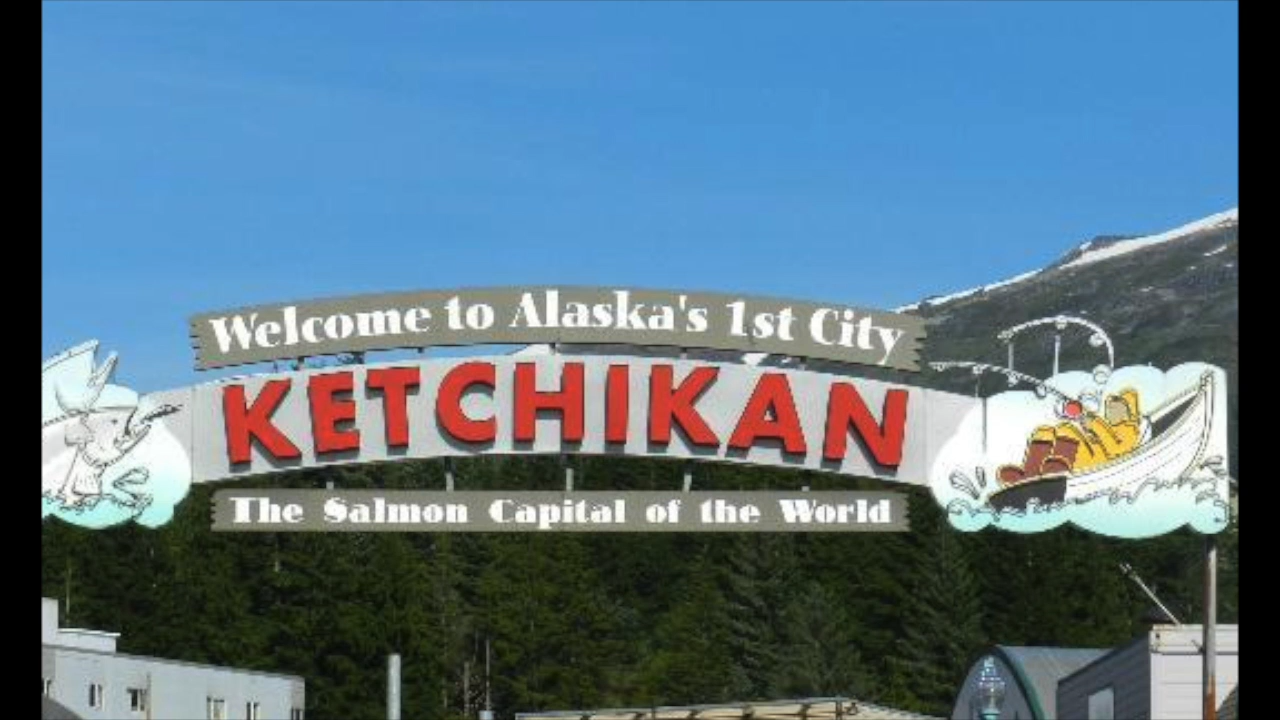 Welcome to Alaska's 1st City
KETCHIKAN
The Salmon Capital of the World